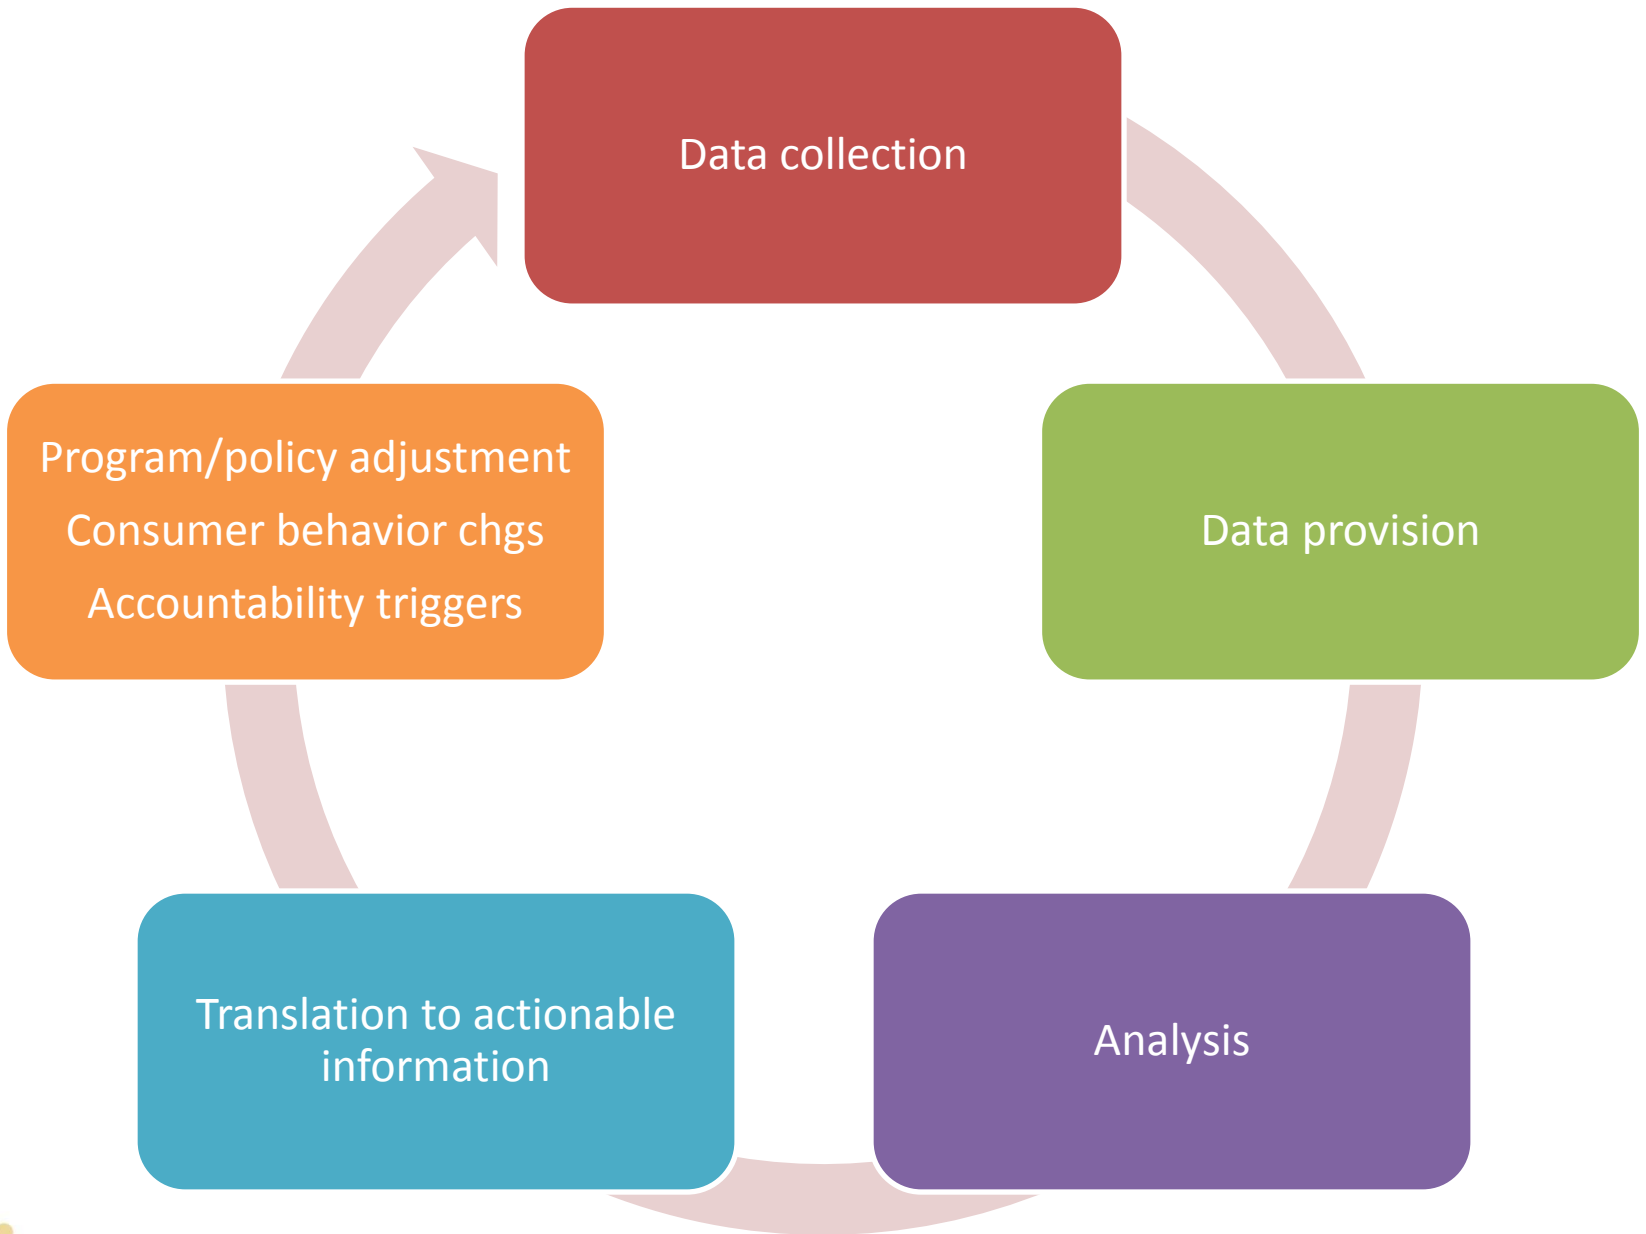 Data collection
Data provision
Analysis
Translation to actionable
information
Program/policy adjustment
Consumer behavior chgs
Accountability triggers